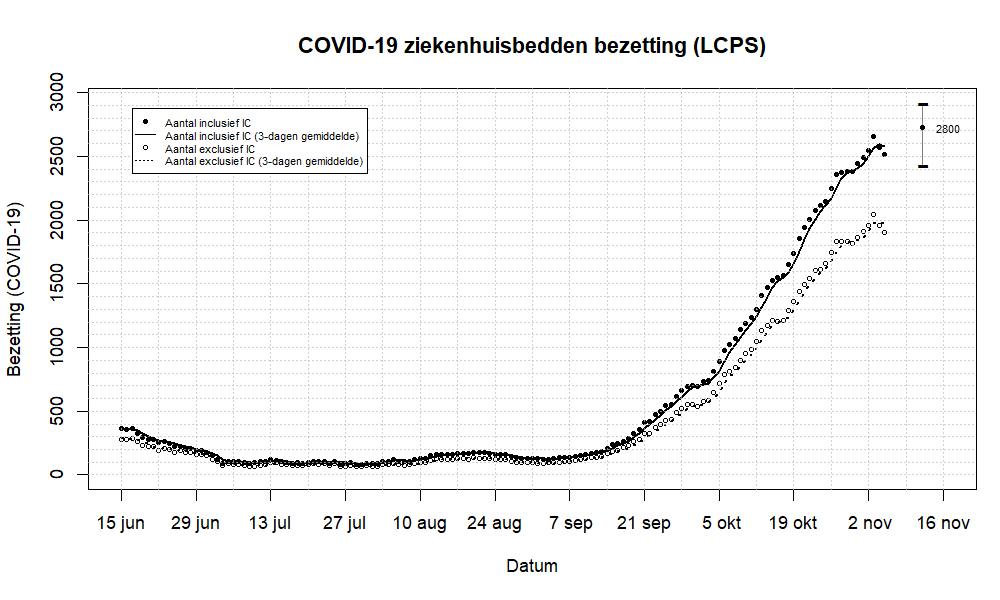 COVID-19 ziekenhuisbedden bezetting (LCPS)
Aantal inclusief IC
Aantal inclusief IC (3-dagen gemiddelde)
Aantal exclusief IC
Aantal exclusief IC (3-dagen gemiddelde)
2800
Bezetting (COVID-19)
3000
2500
2000
1500
1000
500
0
15 jun 29 jun 13 jul 27 jul 10 aug 24 aug 7 sep 21 sep 5 okt 19 okt 2 nov 16 nov
Datum